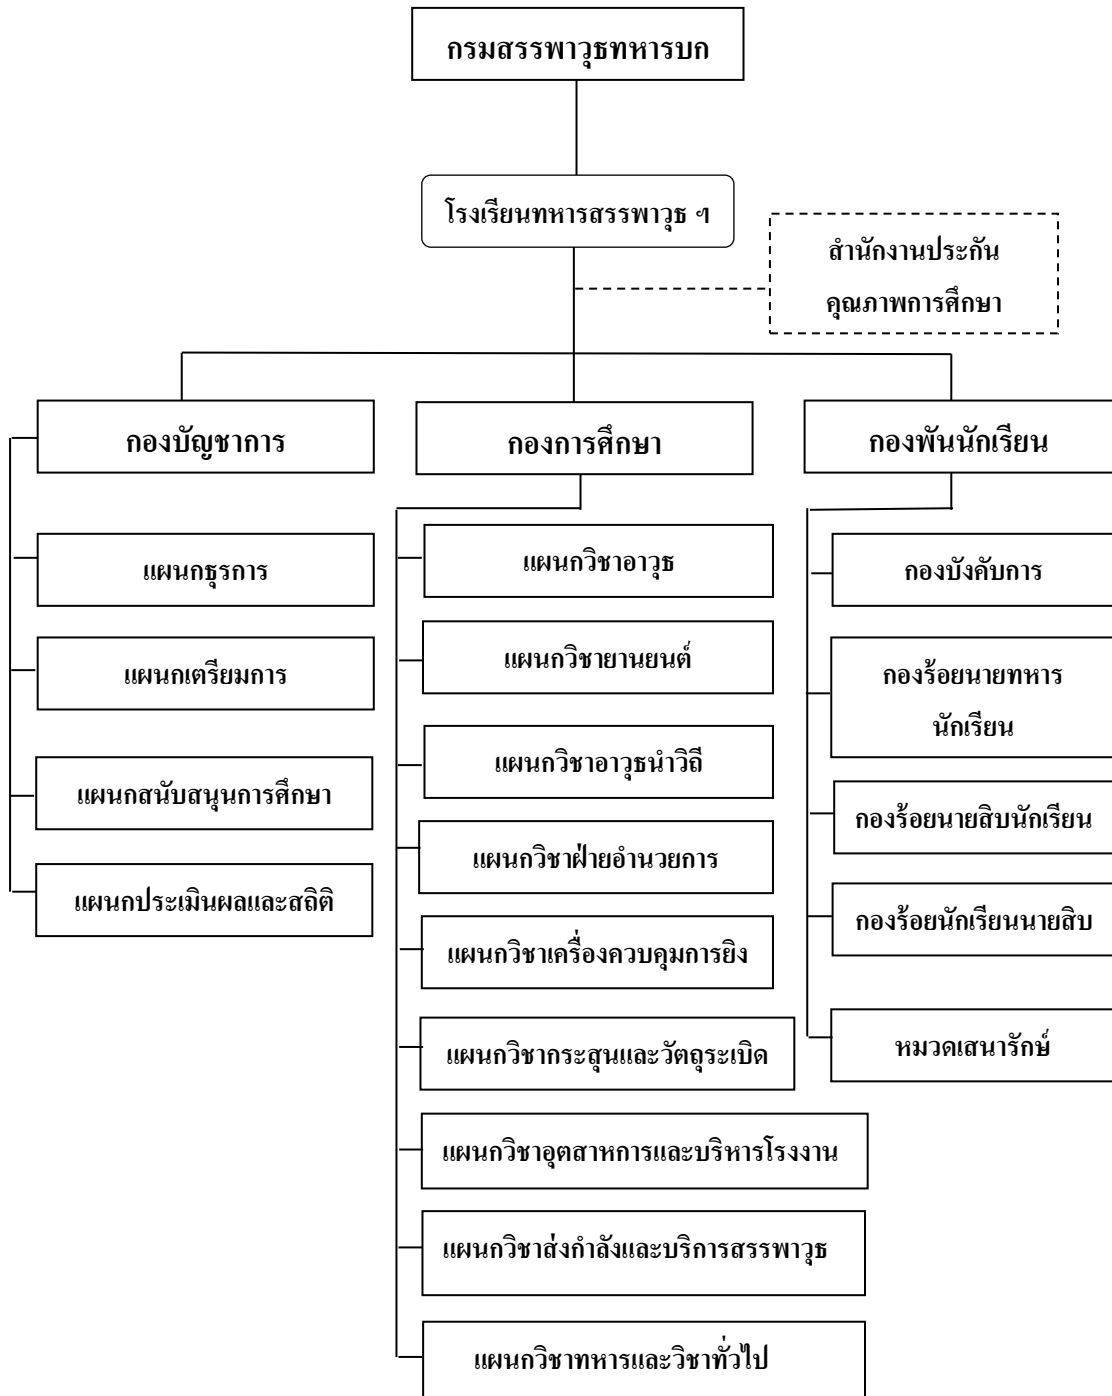 กรมสรรพาวุธทหารบก
โรงเรียนทหารสรรพาวุธ ฯ
สำนักงานประกัน
คุณภาพการศึกษา
กองบัญชาการ
แผนกธุรการ
แผนกเตรียมการ
แผนกสนับสนุนการศึกษา
แผนกประเมินผลและสถิติ
กองการศึกษา
แผนกวิชาอาวุธ
แผนกวิชายานยนต์
แผนกวิชาอาวุธนำวิถี
แผนกวิชาฝ่ายอำนวยการ
แผนกวิชาเครื่องควบคุมการยิง
แผนกวิชากระสุนและวัตถุระเบิด
แผนกวิชาอุตสาหการและบริหารโรงงาน
แผนกวิชาส่งกำลังและบริการสรรพาวุธ
แผนกวิชาทหารและวิชาทั่วไป
กองพันนักเรียน
กองบังคับการ
กองร้อยนายทหาร
นักเรียน
กองร้อยนายสิบนักเรียน
กองร้อยนักเรียนนายสิบ
หมวดเสนารักษ์